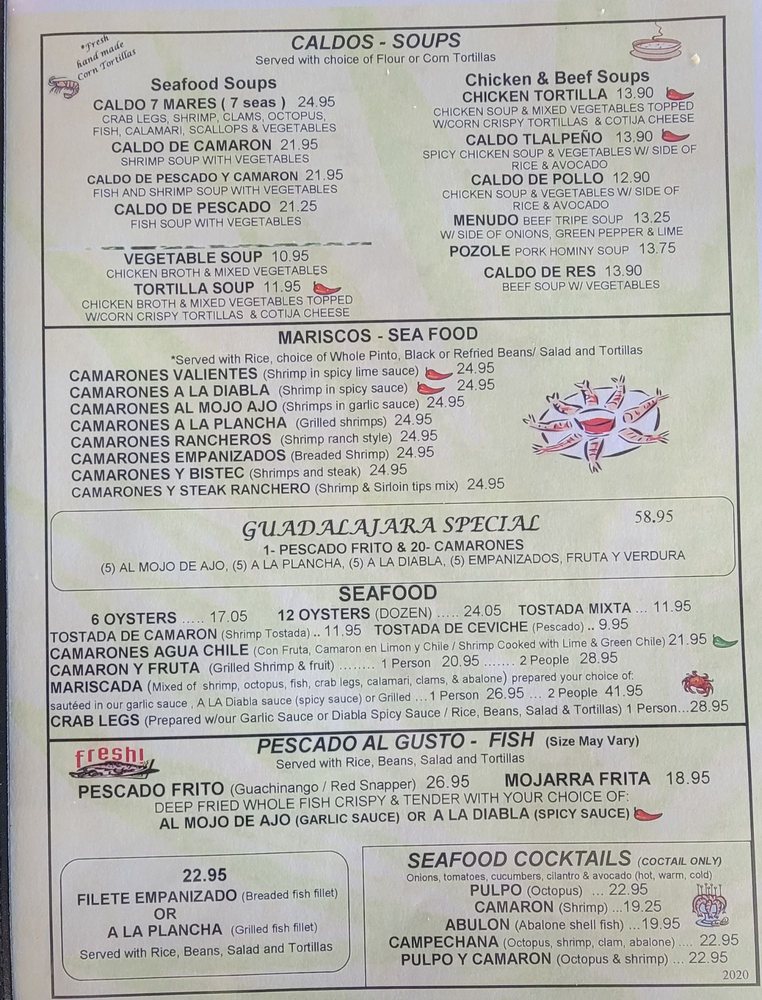 *Fresh
hand made
Corn Tortillas
CALDOS - SOUPS
Served with choice of Flour or Corn Tortillas
Seafood Soups
CALDO 7 MARES ( 7 seas ) 24.95
CRAB LEGS, SHRIMP, CLAMS, OCTOPUS,
FISH, CALAMARI, SCALLOPS & VEGETABLES
CALDO DE CAMARON 21.95
SHRIMP SOUP WITH VEGETABLES
CALDO DE PESCADO Y CAMARON 21.95
FISH AND SHRIMP SOUP WITH VEGETABLES
CALDO DE PESCADO 21.25
FISH SOUP WITH VEGETABLES
VEGETABLE SOUP 10.95
CHICKEN BROTH & MIXED VEGETABLES
TORTILLA SOUP 11.95
CHICKEN BROTH & MIXED VEGETABLES TOPPED
W/CORN CRISPY TORTILLAS & COTIJA CHEESE
Chicken & Beef Soups
CHICKEN TORTILLA 13.90
CHICKEN SOUP & MIXED VEGETABLES TOPPED
W/CORN CRISPY TORTILLAS & COTIJA CHEESE
CALDO TLALPEÑO 13.90
SPICY CHICKEN SOUP & VEGETABLES W/ SIDE OF
RICE & AVOCADO
CALDO DE POLLO 12.90
CHICKEN SOUP & VEGETABLES W/ SIDE OF
RICE & AVOCADO
MENUDO BEEF TRIPE SOUP 13.25
W/ SIDE OF ONIONS, GREEN PEPPER & LIME
POZOLE PORK HOMINY SOUP 13.75
CALDO DE RES 13.90
BEEF SOUP W/ VEGETABLES
MARISCOS - SEA FOOD
*Served with Rice, choice of Whole Pinto, Black or Refried Beans/ Salad and Tortillas
CAMARONES VALIENTES (Shrimp in spicy lime sauce) 24.95
CAMARONES A LA DIABLA (Shrimp in spicy sauce) 24.95
CAMARONES AL MOJO AJO (Shrimps in garlic sauce) 24.95
CAMARONES A LA PLANCHA (Grilled shrimps) 24.95
CAMARONES RANCHEROS (Shrimp ranch style) 24.95
CAMARONES EMPANIZADOS (Breaded Shrimp) 24.95
CAMARONES Y BISTEC (Shrimps and steak) 24.95
CAMARONES Y STEAK RANCHERO (Shrimp & Sirloin tips mix) 24.95
GUADALAJARA SPECIAL 58.95
1- PESCADO FRITO & 20- CAMARONES
(5) AL MOJO DE AJO, (5) A LA PLANCHA, (5) A LA DIABLA, (5) EMPANIZADOS, FRUTA Y VERDURA
SEAFOOD
6 OYSTERS ..... 17.05 12 OYSTERS (DOZEN) ..... 24.05 TOSTADA MIXTA ... 11.95
TOSTADA DE CAMARON (Shrimp Tostada) .. 11.95 TOSTADA DE CEVICHE (Pescado) .. 9.95
CAMARONES AGUA CHILE (Con Fruta, Camaron en Limon y Chile / Shrimp Cooked with Lime & Green Chile) 21.95
CAMARON Y FRUTA (Grilled Shrimp & fruit) ........ 1 Person 20.95 ....... 2 People 28.95
MARISCADA (Mixed of shrimp, octopus, fish, crab legs, calamari, clams, & abalone) prepared your choice of:
sautéed in our garlic sauce , A LA Diabla sauce (spicy sauce) or Grilled ... 1 Person 26.95 ... 2 People 41.95
CRAB LEGS (Prepared w/our Garlic Sauce or Diabla Spicy Sauce / Rice, Beans, Salad & Tortillas) 1 Person...28.95
fresh!
PESCADO AL GUSTO - FISH (Size May Vary)
Served with Rice, Beans, Salad and Tortillas
PESCADO FRITO (Guachinango / Red Snapper) 26.95 MOJARRA FRITA 18.95
DEEP FRIED WHOLE FISH CRISPY & TENDER WITH YOUR CHOICE OF:
AL MOJO DE AJO (GARLIC SAUCE) OR A LA DIABLA (SPICY SAUCE)
22.95
FILETE EMPANIZADO (Breaded fish fillet)
OR
A LA PLANCHA (Grilled fish fillet)
Served with Rice, Beans, Salad and Tortillas
SEAFOOD COCKTAILS (COCTAIL ONLY)
Onions, tomatoes, cucumbers, cilantro & avocado (hot, warm, cold)
PULPO (Octopus) ... 22.95
CAMARON (Shrimp) ...19.25
ABULON (Abalone shell fish) ...19.95
CAMPECHANA (Octopus, shrimp, clam, abalone) .... 22.95
PULPO Y CAMARON (Octopus & shrimp) ... 22.95
2020